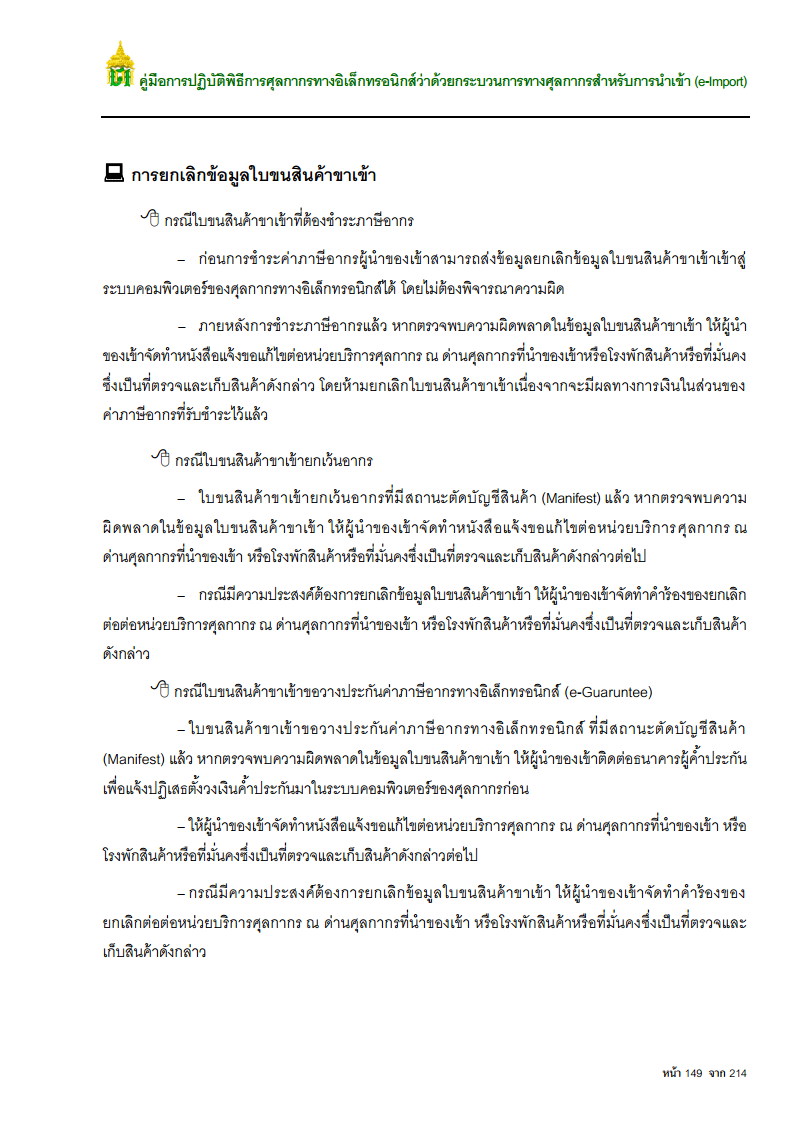 คู่มือการปฏิบัติพิธีการศุลกากรทางอิเล็กทรอนิกส์ว่าด้วยกระบวนการทางศุลกากรสำหรับการนำเข้า (e-Import)
การยกเลิกข้อมูลใบขนสินค้าขาเข้า
กรณีใบขนสินค้าขาเข้าที่ต้องชำระภาษีอากร
– ก่อนการชำระค่าภาษีอากรผู้นำของเข้าสามารถส่งข้อมูลยกเลิกข้อมูลใบขนสินค้าขาเข้าเข้าสู่
ระบบคอมพิวเตอร์ของศุลกากรทางอิเล็กทรอนิกส์ได้ โดยไม่ต้องพิจารณาความผิด
– ภายหลังการชำระภาษีอากรแล้ว หากตรวจพบความผิดพลาดในข้อมูลใบขนสินค้าขาเข้า ให้ผู้นำ
ของเข้าจัดทำหนังสือแจ้งขอแก้ไขต่อหน่วยบริการศุลกากร ณ ด่านศุลกากรที่นำของเข้าหรือโรงพักสินค้าหรือที่มั่นคง
ซึ่งเป็นที่ตรวจและเก็บสินค้าดังกล่าว โดยห้ามยกเลิกใบขนสินค้าขาเข้าเนื่องจากจะมีผลทางการเงินในส่วนของ
ค่าภาษีอากรที่รับชำระไว้แล้ว
กรณีใบขนสินค้าขาเข้ายกเว้นอากร
– ใบขนสินค้าขาเข้ายกเว้นอากรที่มีสถานะตัดบัญชีสินค้า (Manifest) แล้ว หากตรวจพบความ
ผิดพลาดในข้อมูลใบขนสินค้าขาเข้า ให้ผู้นำของเข้าจัดทำหนังสือแจ้งขอแก้ไขต่อหน่วยบริการศุลกากร ณ
ด่านศุลกากรที่นำของเข้า หรือโรงพักสินค้าหรือที่มั่นคงซึ่งเป็นที่ตรวจและเก็บสินค้าดังกล่าวต่อไป
– กรณีมีความประสงค์ต้องการยกเลิกข้อมูลใบขนสินค้าขาเข้า ให้ผู้นำของเข้าจัดทำคำร้องของยกเลิก
ต่อต่อหน่วยบริการศุลกากร ณ ด่านศุลกากรที่นำของเข้า หรือโรงพักสินค้าหรือที่มั่นคงซึ่งเป็นที่ตรวจและเก็บสินค้า
ดังกล่าว
กรณีใบขนสินค้าขาเข้าขอวางประกันค่าภาษีอากรทางอิเล็กทรอนิกส์ (e-Guaruntee)
– ใบขนสินค้าขาเข้าขอวางประกันค่าภาษีอากรทางอิเล็กทรอนิกส์ ที่มีสถานะตัดบัญชีสินค้า
(Manifest) แล้ว หากตรวจพบความผิดพลาดในข้อมูลใบขนสินค้าขาเข้า ให้ผู้นำของเข้าติดต่อธนาคารผู้ค้ำประกัน
เพื่อแจ้งปฏิเสธตั้งวงเงินค้ำประกันมาในระบบคอมพิวเตอร์ของศุลกากรก่อน
– ให้ผู้นำของเข้าจัดทำหนังสือแจ้งขอแก้ไขต่อหน่วยบริการศุลกากร ณ ด่านศุลกากรที่นำของเข้า หรือ
โรงพักสินค้าหรือที่มั่นคงซึ่งเป็นที่ตรวจและเก็บสินค้าดังกล่าวต่อไป
– กรณีมีความประสงค์ต้องการยกเลิกข้อมูลใบขนสินค้าขาเข้า ให้ผู้นำของเข้าจัดทำคำร้องของ
ยกเลิกต่อต่อหน่วยบริการศุลกากร ณ ด่านศุลกากรที่นำของเข้า หรือโรงพักสินค้าหรือที่มั่นคงซึ่งเป็นที่ตรวจและ
เก็บสินค้าดังกล่าว
หน้า 149 จาก 214